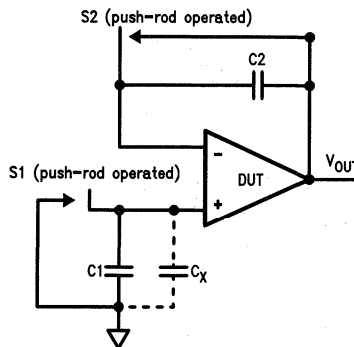 S2 (push-rod operated)
C2
S1 (push-rod operated)
-
DUT
+
V_OUT
C1
C_X